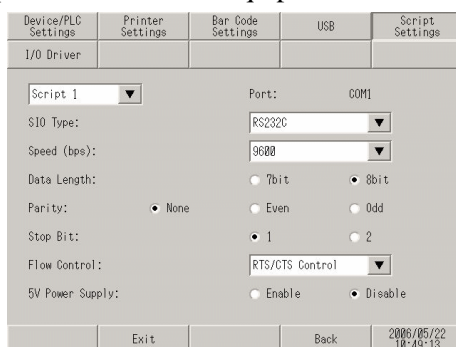 Device/PLC Settings
Printer Settings
Bar Code Settings
USB
Script Settings
I/O Driver
Script 1
Port: COM1
SIO Type: RS232C
Speed (bps): 9600
Data Length: 7bit 8bit
Parity: None Even Odd
Stop Bit: 1 2
Flow Control: RTS/CTS Control
5V Power Supply: Enable Disable
Exit
Back
2006/05/22
10:49:13